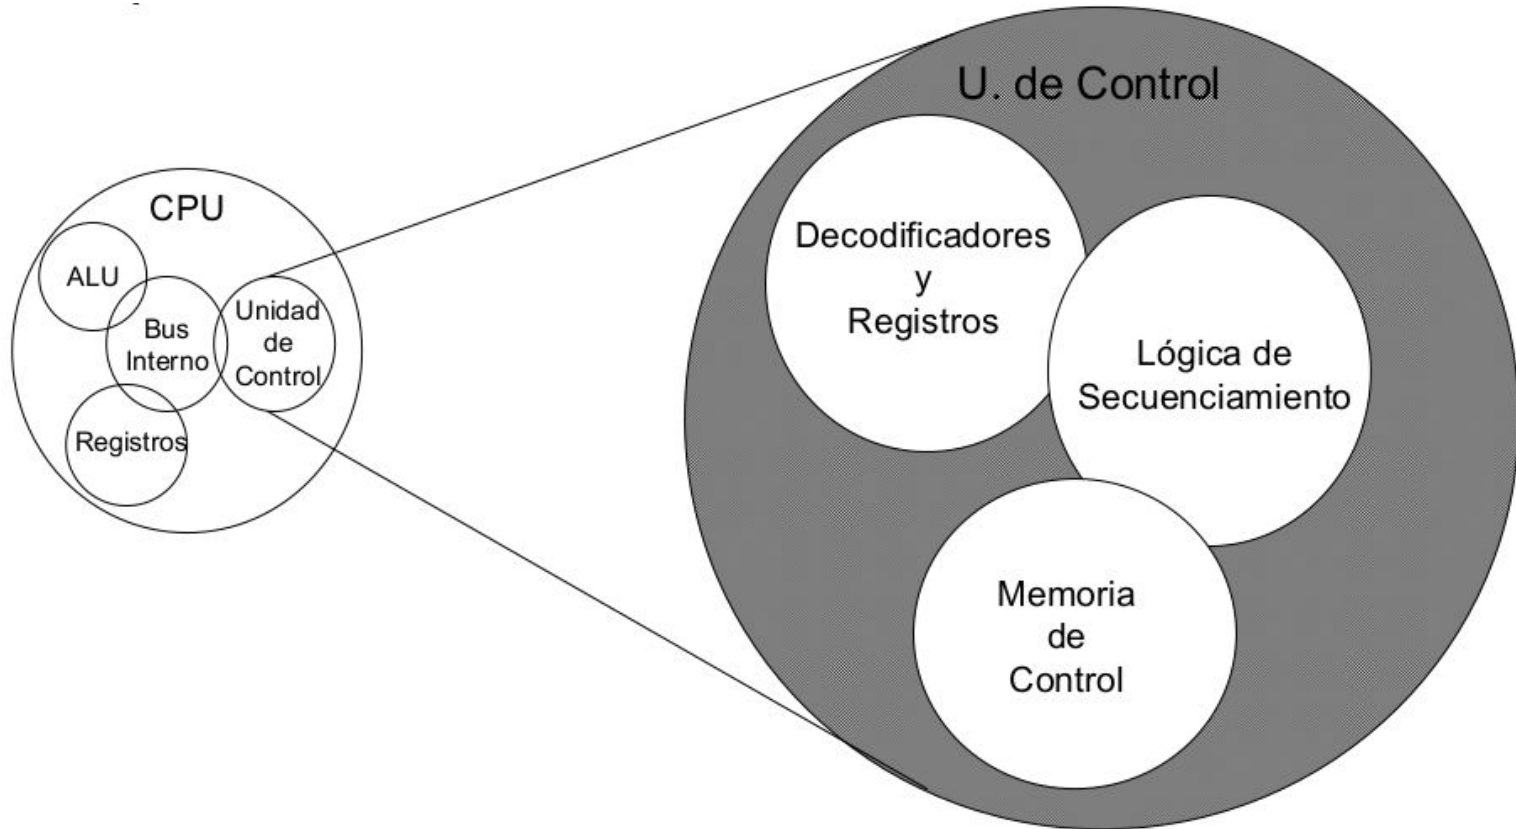 CPU
ALU
Bus
Interno
Unidad
de
Control
Registros
U. de Control
Decodificadores
y
Registros
Lógica de
Secuenciamiento
Memoria
de
Control